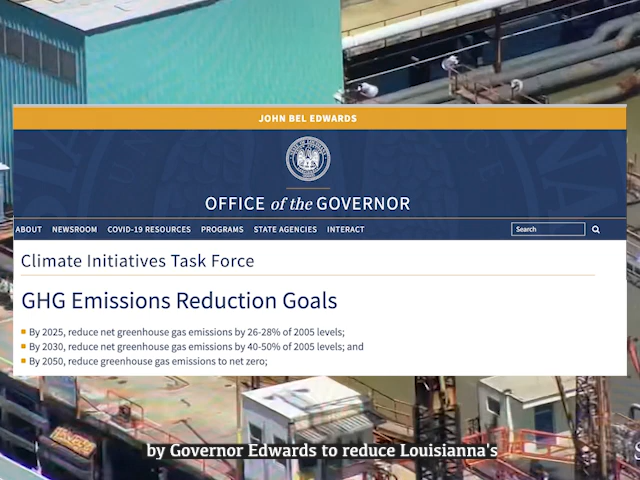 JOHN BEL EDWARDS
OFFICE of the GOVERNOR
ABOUT NEWSROOM COVID-19 RESOURCES PROGRAMS STATE AGENCIES INTERACT Search
Climate Initiatives Task Force
GHG Emissions Reduction Goals
By 2025, reduce net greenhouse gas emissions by 26-28% of 2005 levels;
By 2030, reduce net greenhouse gas emissions by 40-50% of 2005 levels; and
By 2050, reduce greenhouse gas emissions to net zero;
by Governor Edwards to reduce Louisianna's